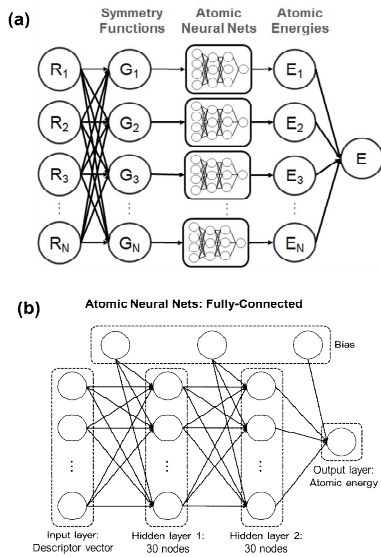 (a)
Symmetry Functions
Atomic Neural Nets
Atomic Energies
R1 G1 E1
R2 G2 E2
R3 G3 E3
E
RN GN EN
(b)
Atomic Neural Nets: Fully-Connected
Bias
Output layer:
Atomic energy
Input layer:
Descriptor vector
Hidden layer 1:
30 nodes
Hidden layer 2:
30 nodes